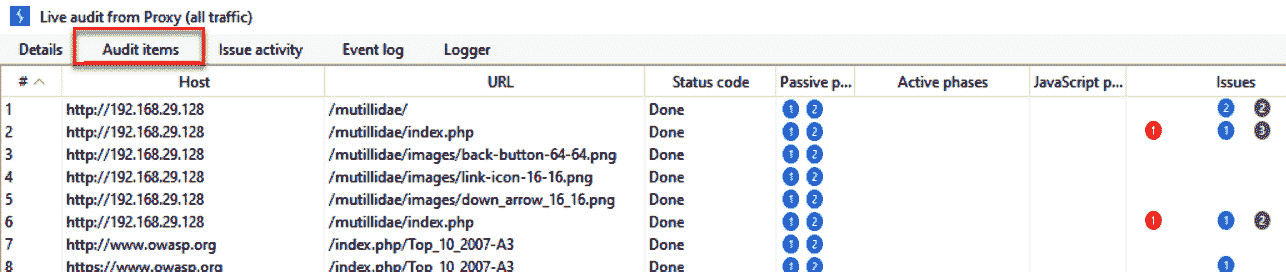 Live audit from Proxy (all traffic)
Details Audit items Issue activity Event log Logger
# Host URL Status code Passive p... Active phases JavaScript p... Issues
1 http://192.168.29.128 /mutillidae/ Done 1 2 2 2
2 http://192.168.29.128 /mutillidae/index.php Done 1 2 1 1 3
3 http://192.168.29.128 /mutillidae/images/back-button-64-64.png Done 1 2
4 http://192.168.29.128 /mutillidae/images/link-icon-16-16.png Done 1 2
5 http://192.168.29.128 /mutillidae/images/down_arrow_16_16.png Done 1 2
6 http://192.168.29.128 /mutillidae/index.php Done 1 2 1 1 2
7 http://www.owasp.org /index.php/Top_10_2007-A3 Done 1 2
8 https://www.owasp.org /index.php/Top_10_2007-A3 Done 1 2 1